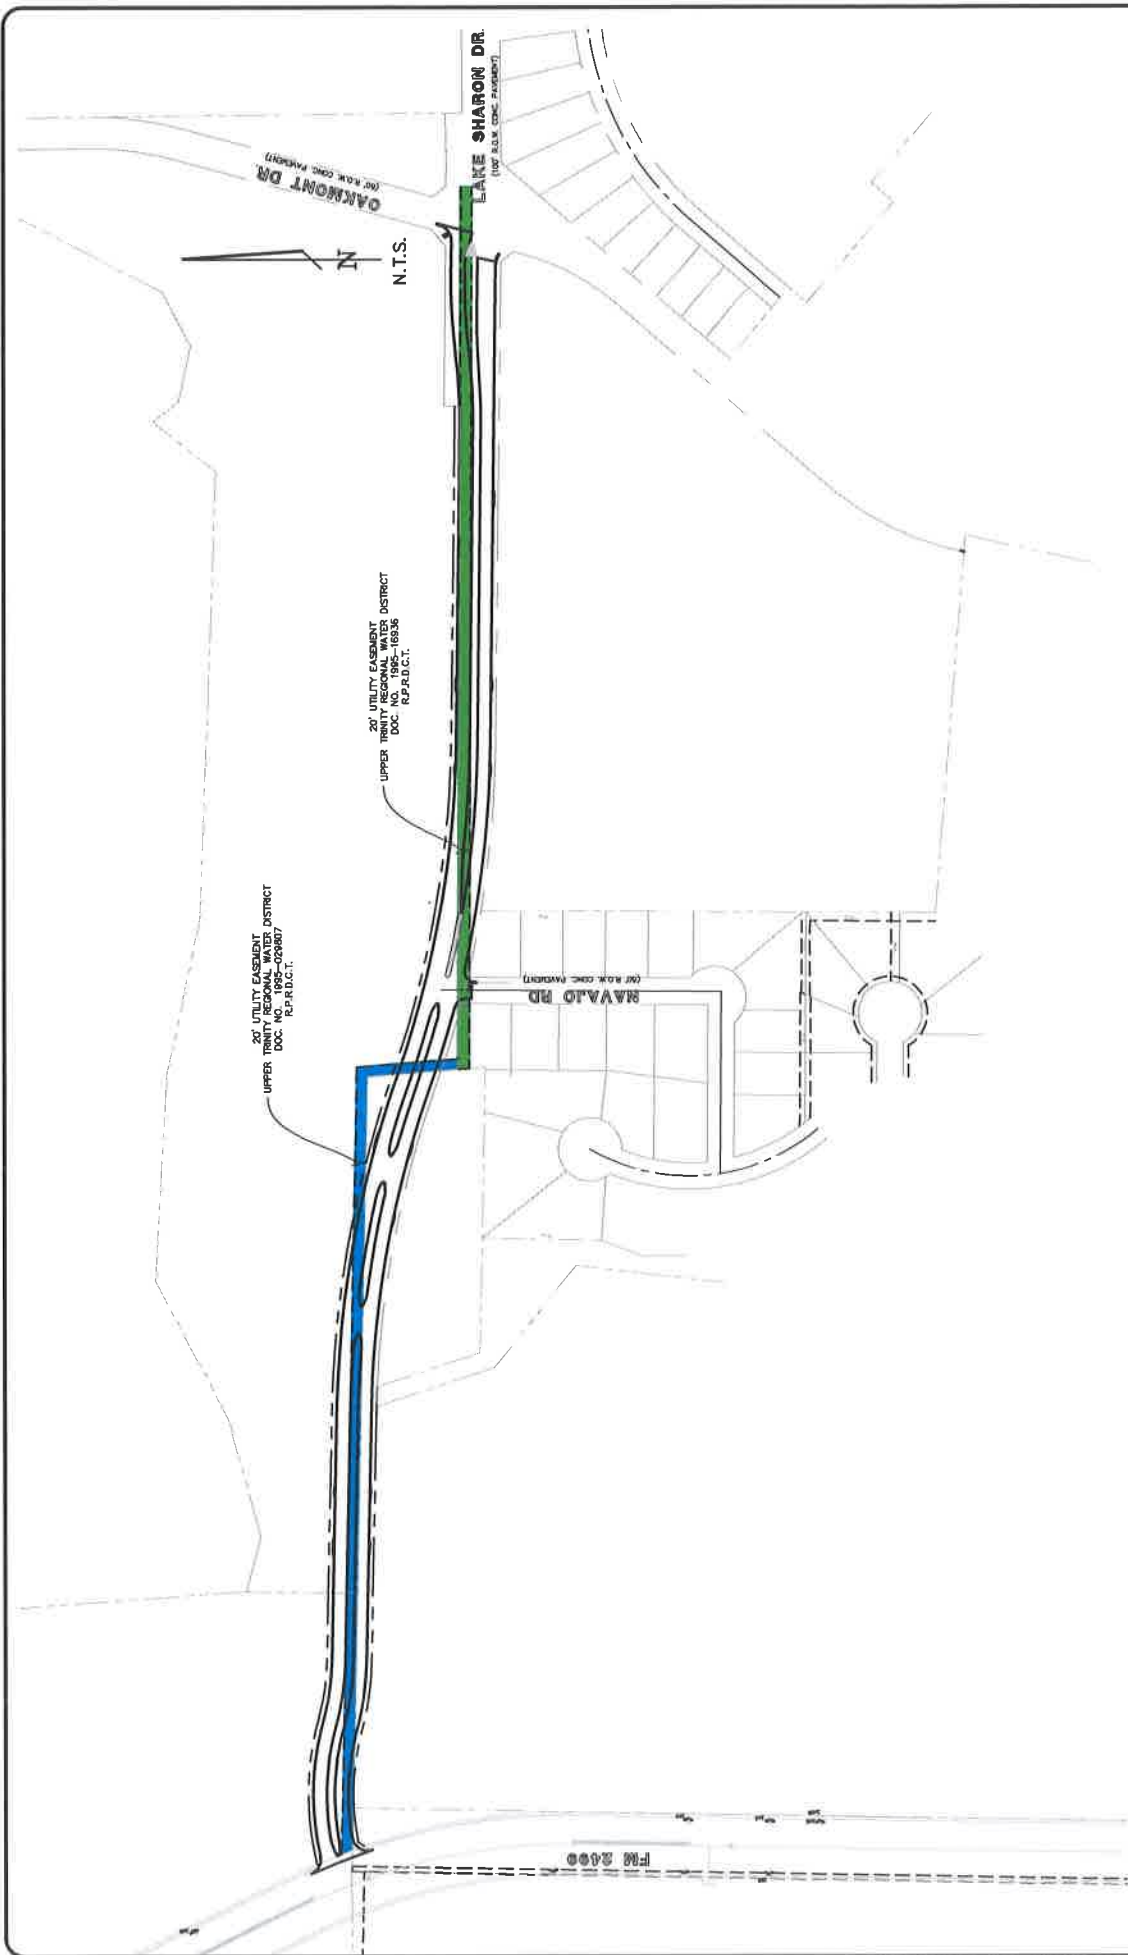 LAKE SHARON DR.
(100' R.O.W. CONC. PAVEMENT)
OAKMONT DR.
(60' R.O.W. CONC. PAVEMENT)
N
N.T.S.
20' UTILITY EASEMENT
UPPER TRINITY REGIONAL WATER DISTRICT
DOC. NO. 1995-16936
R.P.R.D.C.T.
20' UTILITY EASEMENT
UPPER TRINITY REGIONAL WATER DISTRICT
DOC. NO. 1995-029807
R.P.R.D.C.T.
NAVAJO RD
(50' R.O.W. CONC. PAVEMENT)
FM 2499